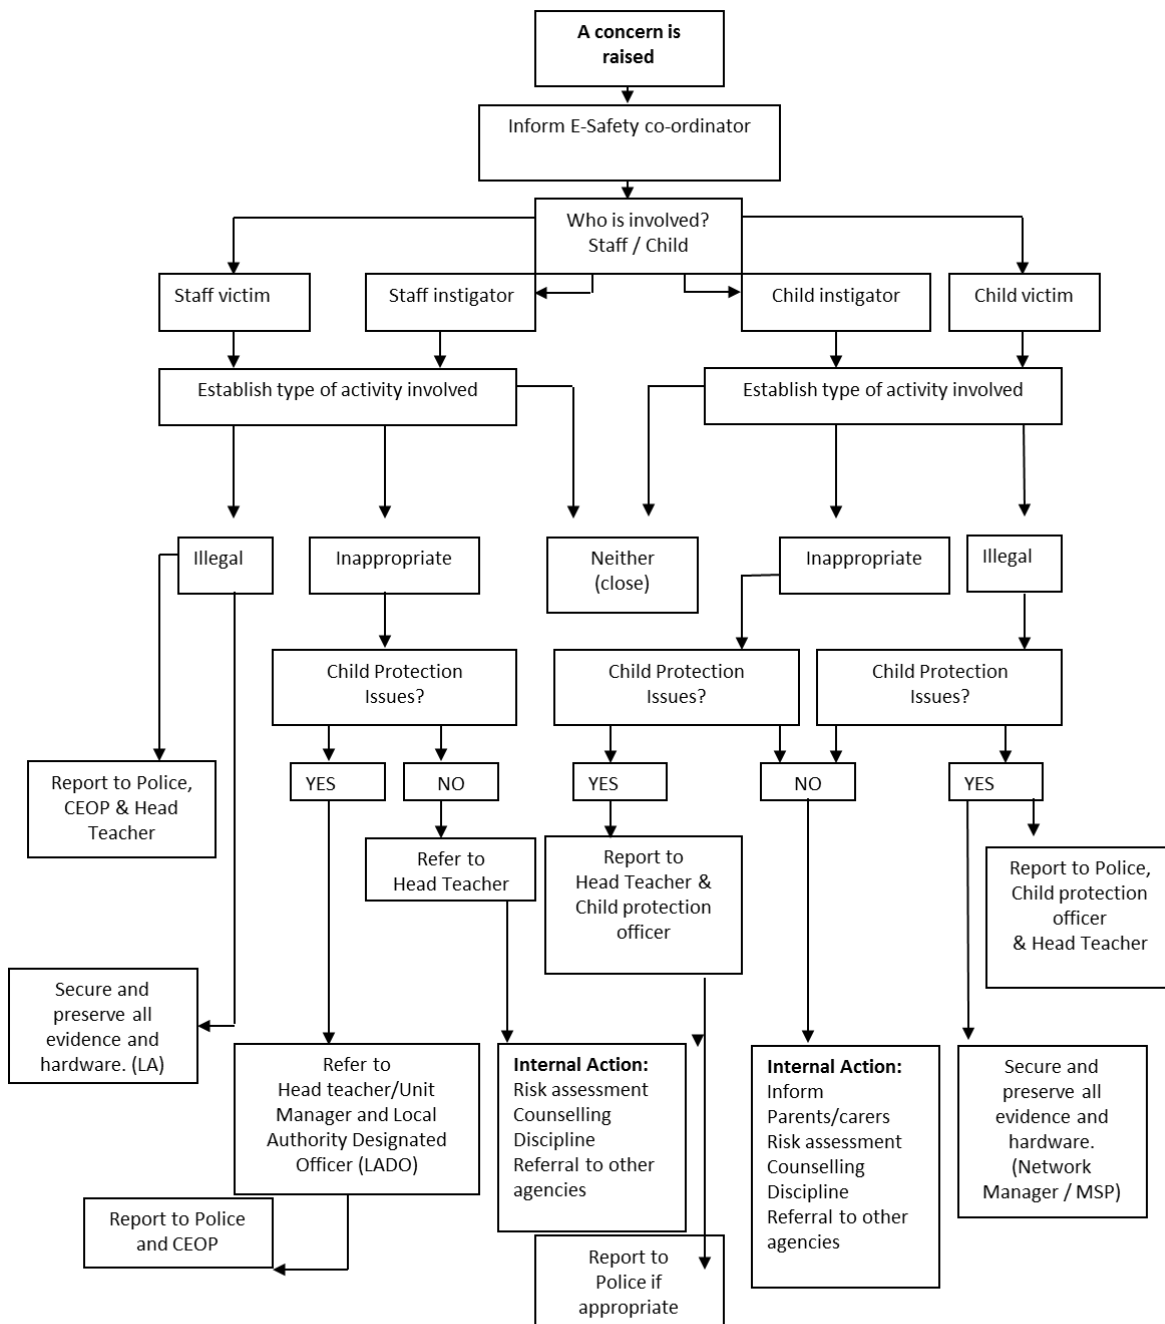 A concern is
raised
Inform E-Safety co-ordinator
Who is involved?
Staff / Child
Staff victim
Staff instigator
Child instigator
Child victim
Establish type of activity involved
Establish type of activity involved
Illegal
Inappropriate
Neither
(close)
Inappropriate
Illegal
Child Protection
Issues?
Child Protection
Issues?
Child Protection
Issues?
YES
NO
YES
NO
YES
Report to Police,
CEOP & Head
Teacher
Refer to
Head Teacher
Report to
Head Teacher &
Child protection
officer
Report to Police,
Child protection
officer
& Head Teacher
Secure and
preserve all
evidence and
hardware. (LA)
Refer to
Head teacher/Unit
Manager and Local
Authority Designated
Officer (LADO)
Internal Action:
Risk assessment
Counselling
Discipline
Referral to other
agencies
Internal Action:
Inform
Parents/carers
Risk assessment
Counselling
Discipline
Referral to other
agencies
Secure and
preserve all
evidence and
hardware.
(Network
Manager / MSP)
Report to Police
and CEOP
Report to
Police if
appropriate